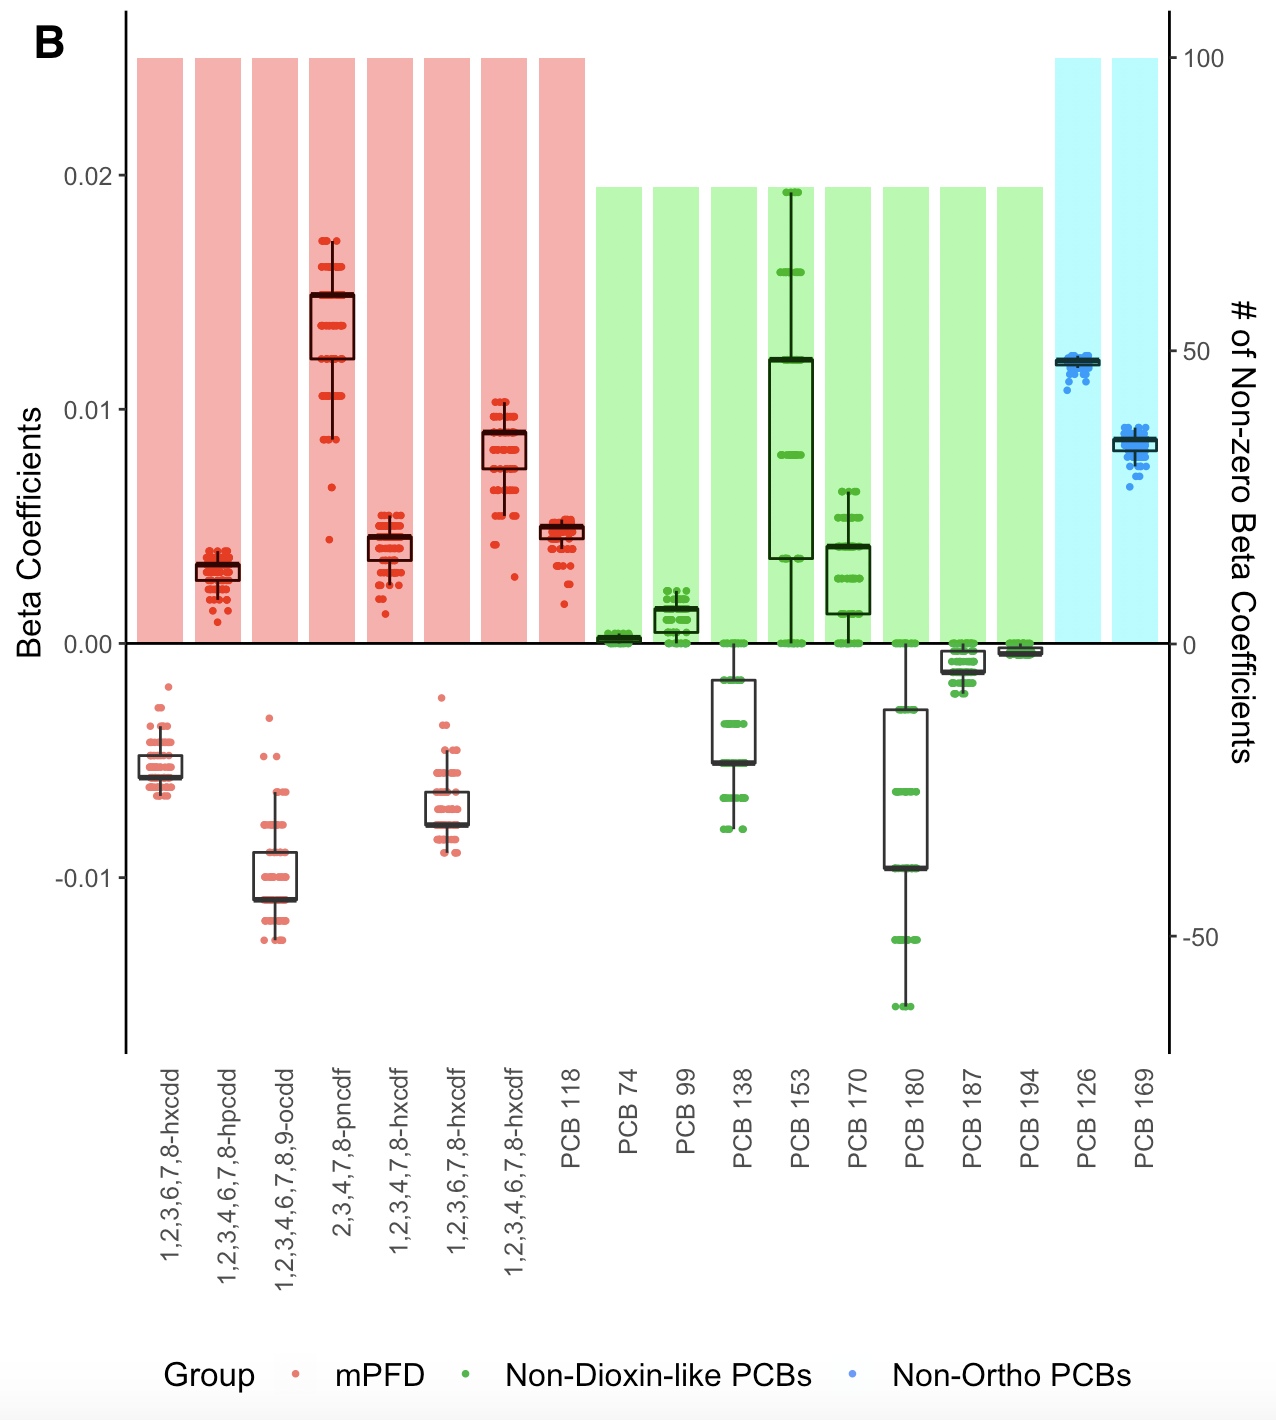 B
Beta Coefficients
0.02
0.01
0.00
-0.01
100
50
0
-50
# of Non-zero Beta Coefficients
1,2,3,6,7,8-hxcdd
1,2,3,4,6,7,8-hpcdd
1,2,3,4,6,7,8,9-ocdd
2,3,4,7,8-pncdf
1,2,3,4,7,8-hxcdf
1,2,3,6,7,8-hxcdf
1,2,3,4,6,7,8-hxcdf
PCB 118
PCB 74
PCB 99
PCB 138
PCB 153
PCB 170
PCB 180
PCB 187
PCB 194
PCB 126
PCB 169
Group mPFD Non-Dioxin-like PCBs Non-Ortho PCBs